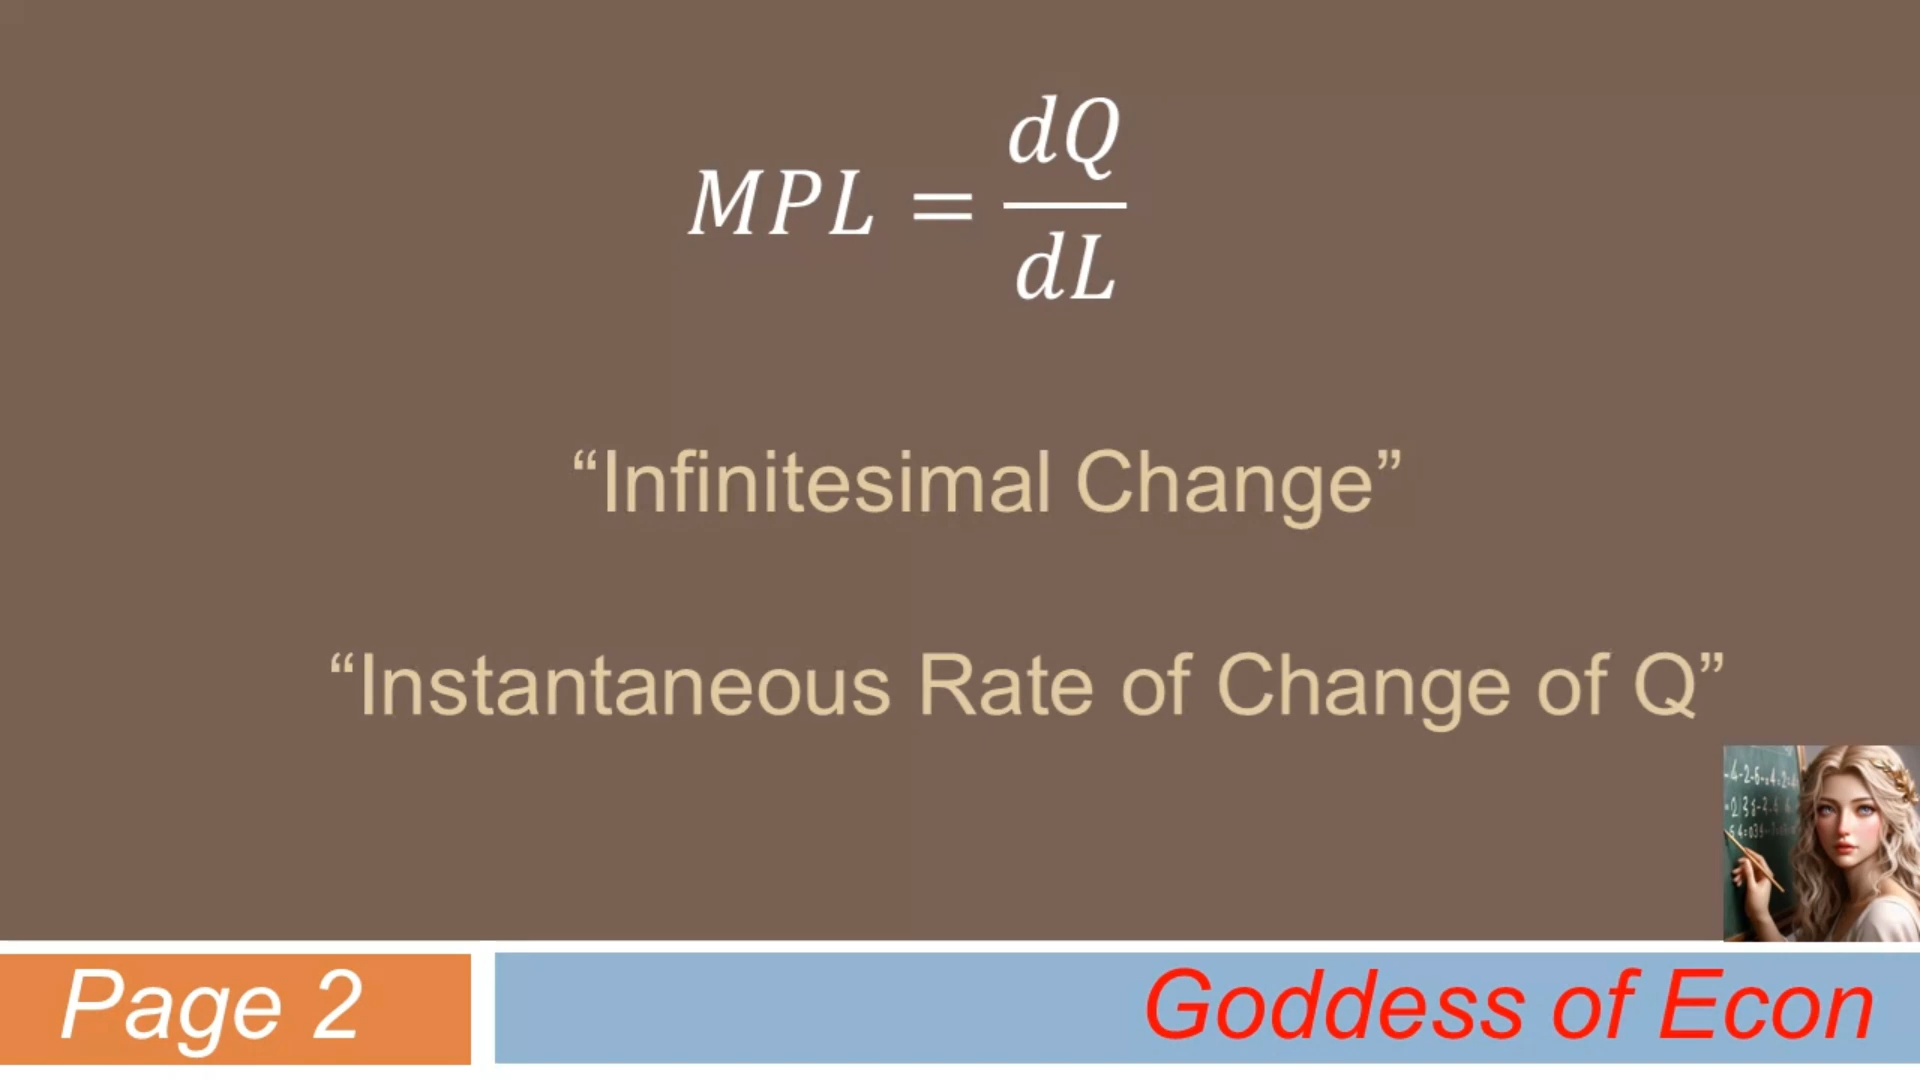 MPL = dQ/dL
“Infinitesimal Change”
“Instantaneous Rate of Change of Q”
Page 2
Goddess of Econ